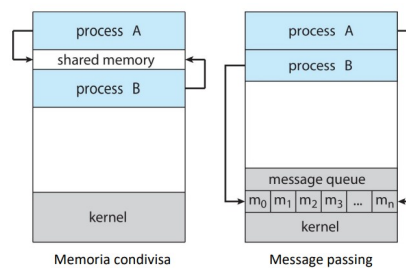 process A
shared memory
process B
kernel
Memoria condivisa
process A
process B
message queue
m0 m1 m2 m3 ... mn
kernel
Message passing